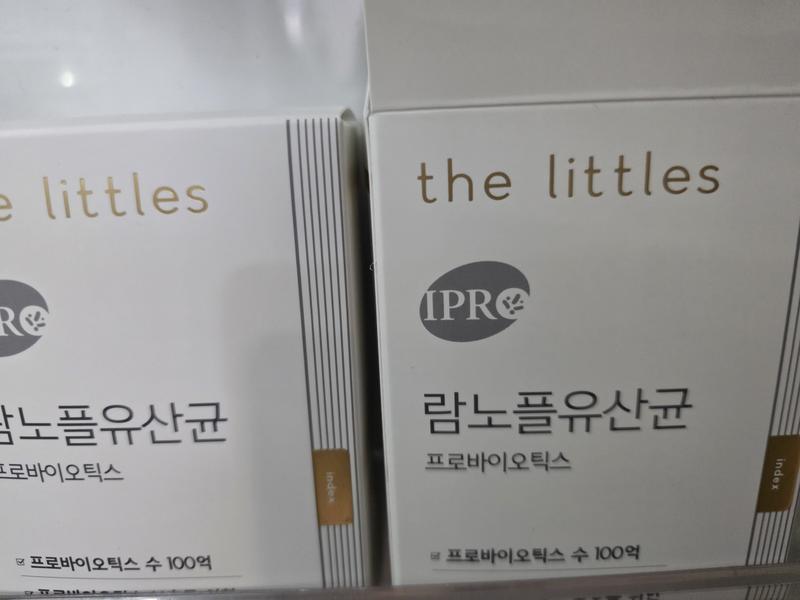 the littles
IPRO
람노플유산균
프로바이오틱스
index
프로바이오틱스 수 100억
the littles
IPRO
람노플유산균
프로바이오틱스
index
프로바이오틱스 수 100억